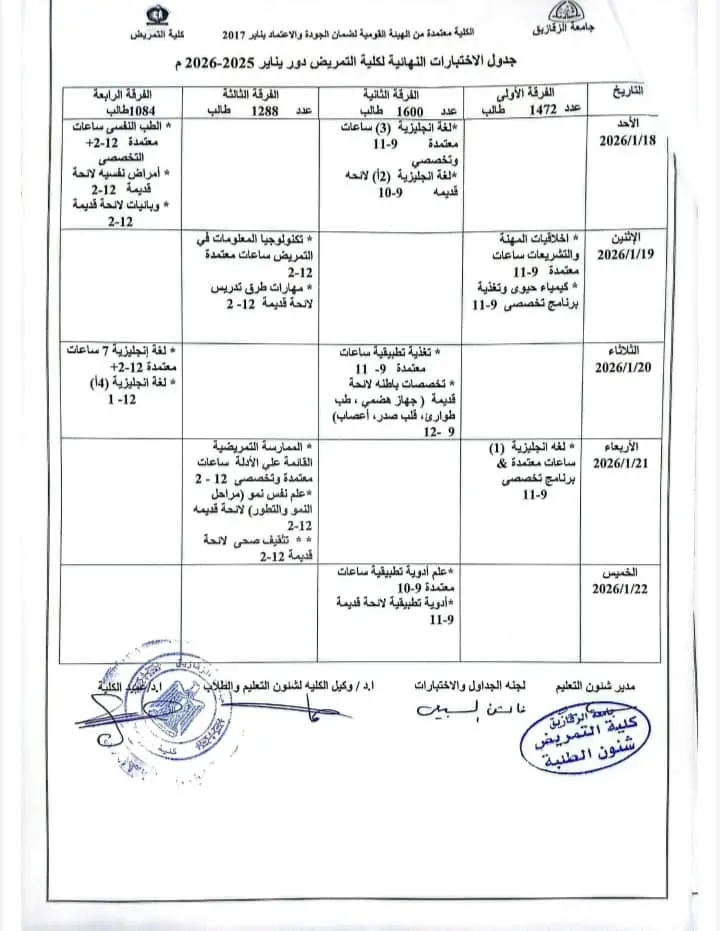 جامعة الزقازيق
الكلية معتمدة من الهيئة القومية لضمان الجودة والاعتماد يناير 2017
كلية التمريض
جدول الاختبارات النهائية لكلية التمريض دور يناير 2025-2026 م
التاريخ
الفرقة الأولى
عدد 1472 طالب
الفرقة الثانية
عدد 1600 طالب
الفرقة الثالثة
عدد 1288 طالب
الفرقة الرابعة
1084طالب
الأحد
2026/1/18
*لغة انجليزية (3) ساعات
معتمدة 9-11
وتخصصي
*لغة انجليزية (2أ) لائحه
قديمه 9-10
* الطب النفسى ساعات
معتمدة 12-2+
التخصصى
* أمراض نفسيه لائحة
قديمة 12-2
* وبائيات لائحة قديمة
12-2
الإثنين
2026/1/19
* اخلاقيات المهنة
والتشريعات ساعات
معتمدة 9-11
* كيمياء حيوى وتغذية
برنامج تخصصى 9-11
* تكنولوجيا المعلومات في
التمريض ساعات معتمدة
12-2
* مهارات طرق تدريس
لائحة قديمة 12- 2
الثلاثاء
2026/1/20
* تغذية تطبيقية ساعات
معتمدة 9- 11
* تخصصات باطنه لائحة
قديمة ( جهاز هضمي ، طب
طوارئ، قلب صدر، أعصاب)
9 -12
* لغة إنجليزية 7 ساعات
معتمدة 12-2+
* لغة انجليزية (4أ)
12- 1
الأربعاء
2026/1/21
* لغه انجليزية (1)
ساعات معتمدة &
برنامج تخصصي
9-11
* الممارسة التمريضية
القائمة علي الأدلة ساعات
معتمدة وتخصصي 12 - 2
*علم نفس نمو (مراحل
النمو والتطور) لائحة قديمه
12-2
* * تثقيف صحى لائحة
قديمة 12-2
الخميس
2026/1/22
*علم أدوية تطبيقية ساعات
معتمدة 9-10
*أدوية تطبيقية لائحة قديمة
9-11
مدير شئون التعليم
لجنه الجداول والاختبارات
ا.د / وكيل الكليه لشئون التعليم والطلاب
ا.د/عميد الكلية
جامعة الزقازيق
كلية التمريض
شئون الطلبة